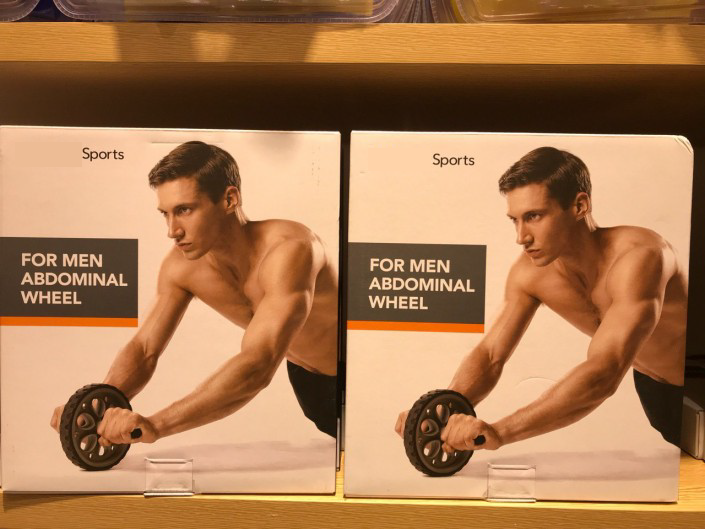 Sports
FOR MEN
ABDOMINAL
WHEEL
Sports
FOR MEN
ABDOMINAL
WHEEL